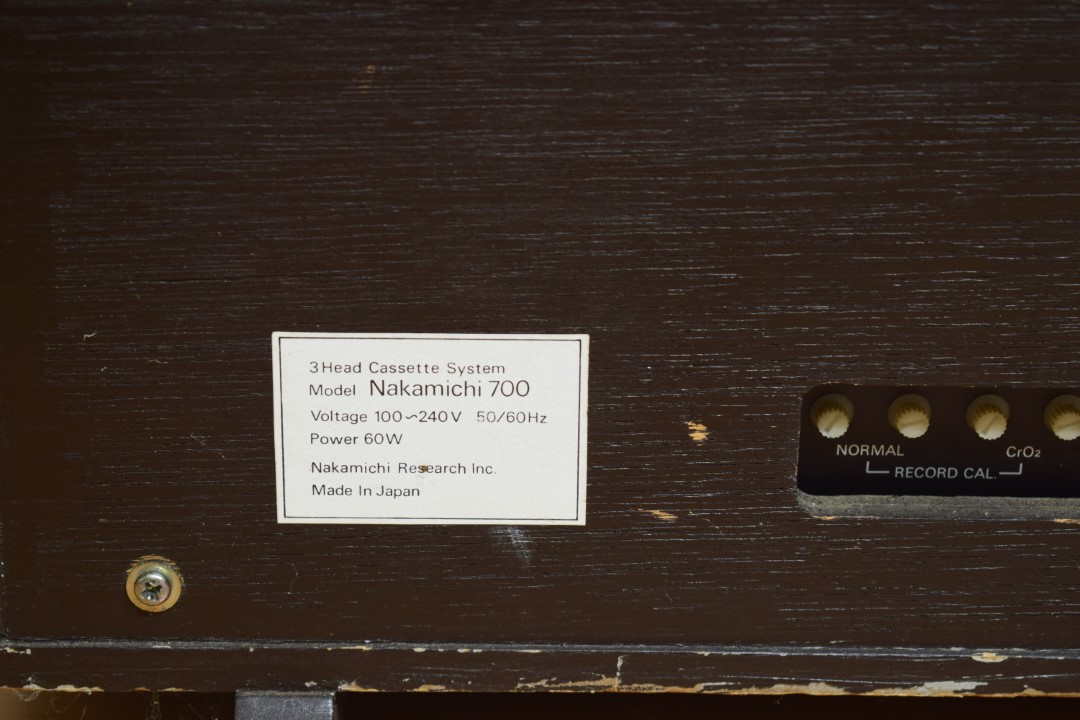 3 Head Cassette System
Model Nakamichi 700
Voltage 100~240V 50/60Hz
Power 60W
Nakamichi Research Inc.
Made In Japan
NORMAL CrO₂
RECORD CAL.